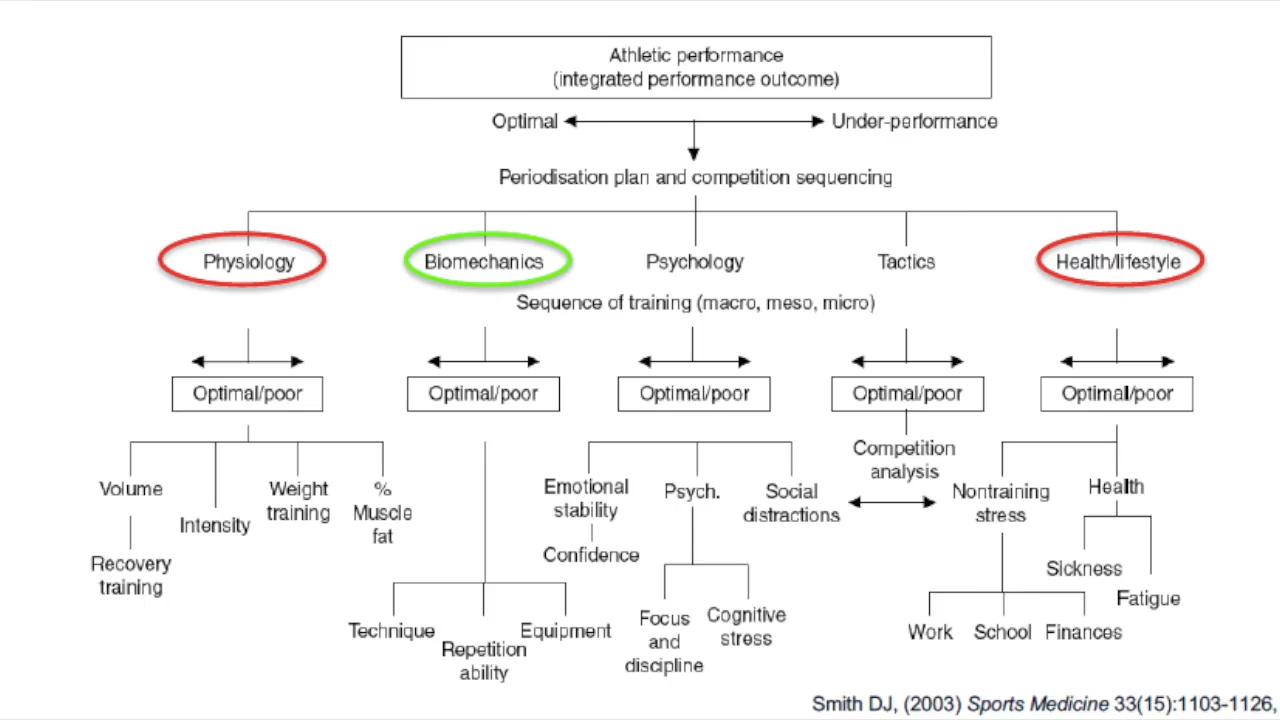 Athletic performance
(integrated performance outcome)
Optimal
Under-performance
Periodisation plan and competition sequencing
Physiology
Biomechanics
Psychology
Tactics
Health/lifestyle
Sequence of training (macro, meso, micro)
Optimal/poor
Optimal/poor
Optimal/poor
Optimal/poor
Optimal/poor
Volume
Recovery
training
Intensity
Weight
training
%
Muscle
fat
Technique
Repetition
ability
Equipment
Emotional
stability
Confidence
Psych.
Focus
and
discipline
Cognitive
stress
Social
distractions
Competition
analysis
Nontraining
stress
Work
School
Finances
Health
Sickness
Fatigue
Smith DJ, (2003) Sports Medicine 33(15):1103-1126,